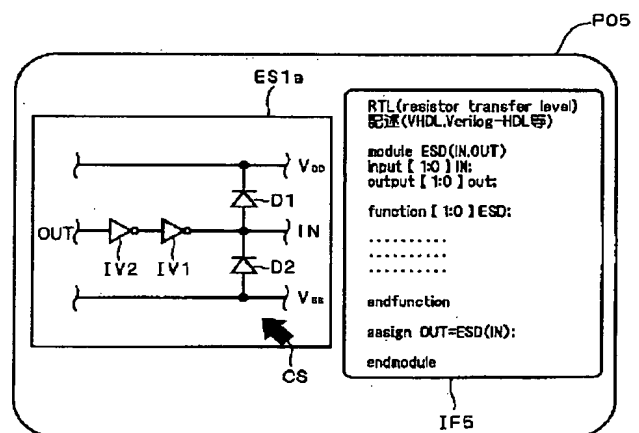 P05
ES1a
VDD
D1
OUT
IN
IV2
IV1
D2
VSS
CS
RTL(resistor transfer level)
記述(VHDL,Verilog-HDL等)
module ESD(IN,OUT)
input [ 1:0 ] IN;
output [ 1:0 ] out;
function [ 1:0 ] ESD;
..........
..........
..........
endfunction
assign OUT=ESD(IN);
endmodule
IF5